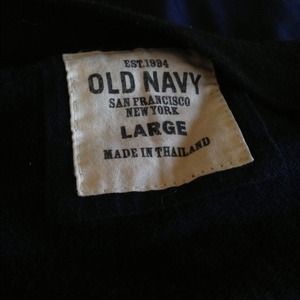 EST. 1994
OLD NAVY
SAN FRANCISCO
NEW YORK
LARGE
MADE IN THAILAND